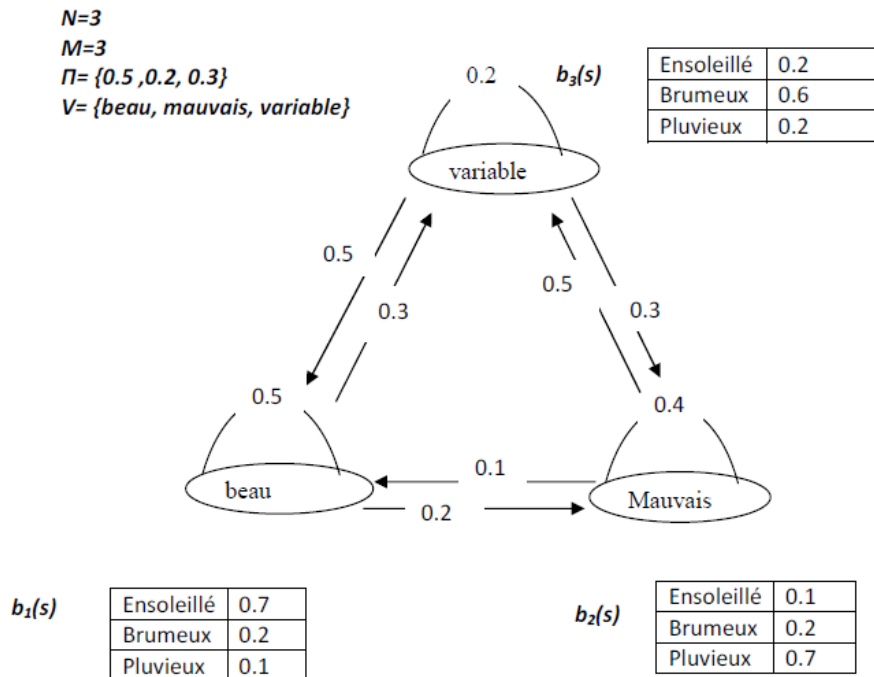 N=3
M=3
Π= {0.5 ,0.2, 0.3}
V= {beau, mauvais, variable}
0.2
b₃(s)
Ensoleillé 0.2
Brumeux 0.6
Pluvieux 0.2
variable
0.5
0.3
0.5
0.3
0.5
0.4
beau
0.1
0.2
Mauvais
b₁(s)
Ensoleillé 0.7
Brumeux 0.2
Pluvieux 0.1
b₂(s)
Ensoleillé 0.1
Brumeux 0.2
Pluvieux 0.7